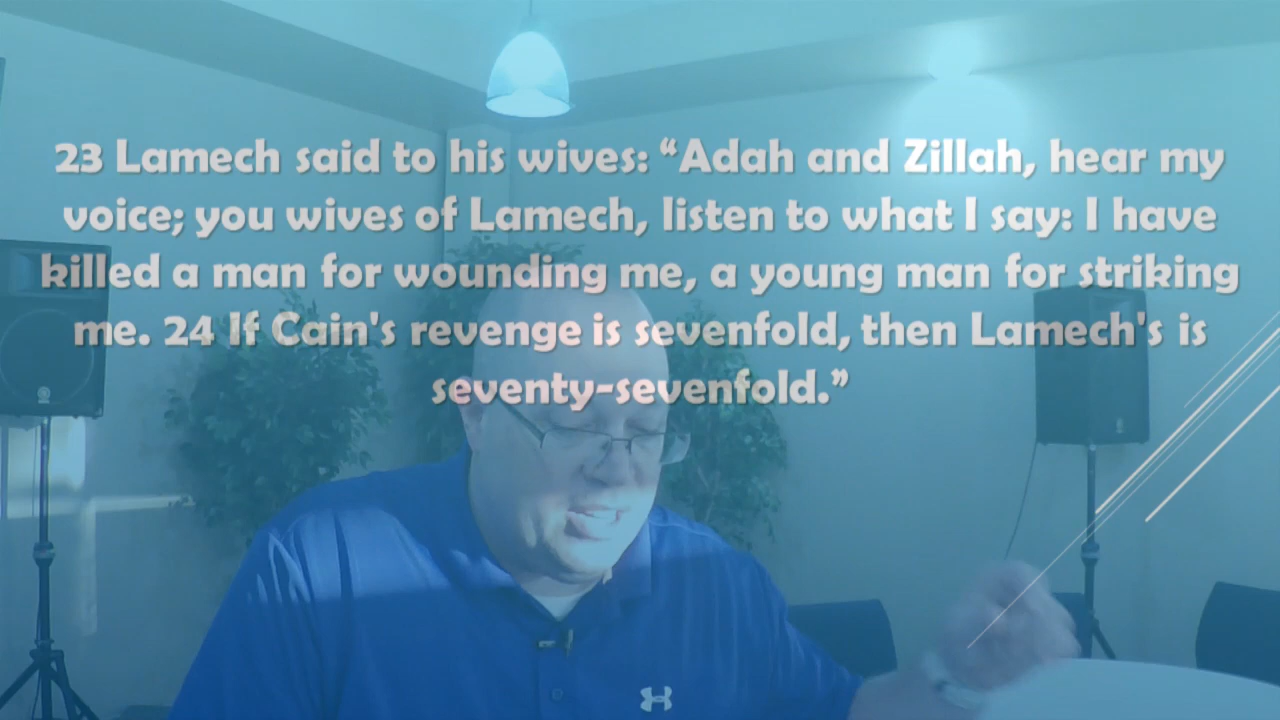 23 Lamech said to his wives: “Adah and Zillah, hear my
voice; you wives of Lamech, listen to what I say: I have
killed a man for wounding me, a young man for striking
me. 24 If Cain's revenge is sevenfold, then Lamech's is
seventy-sevenfold.”